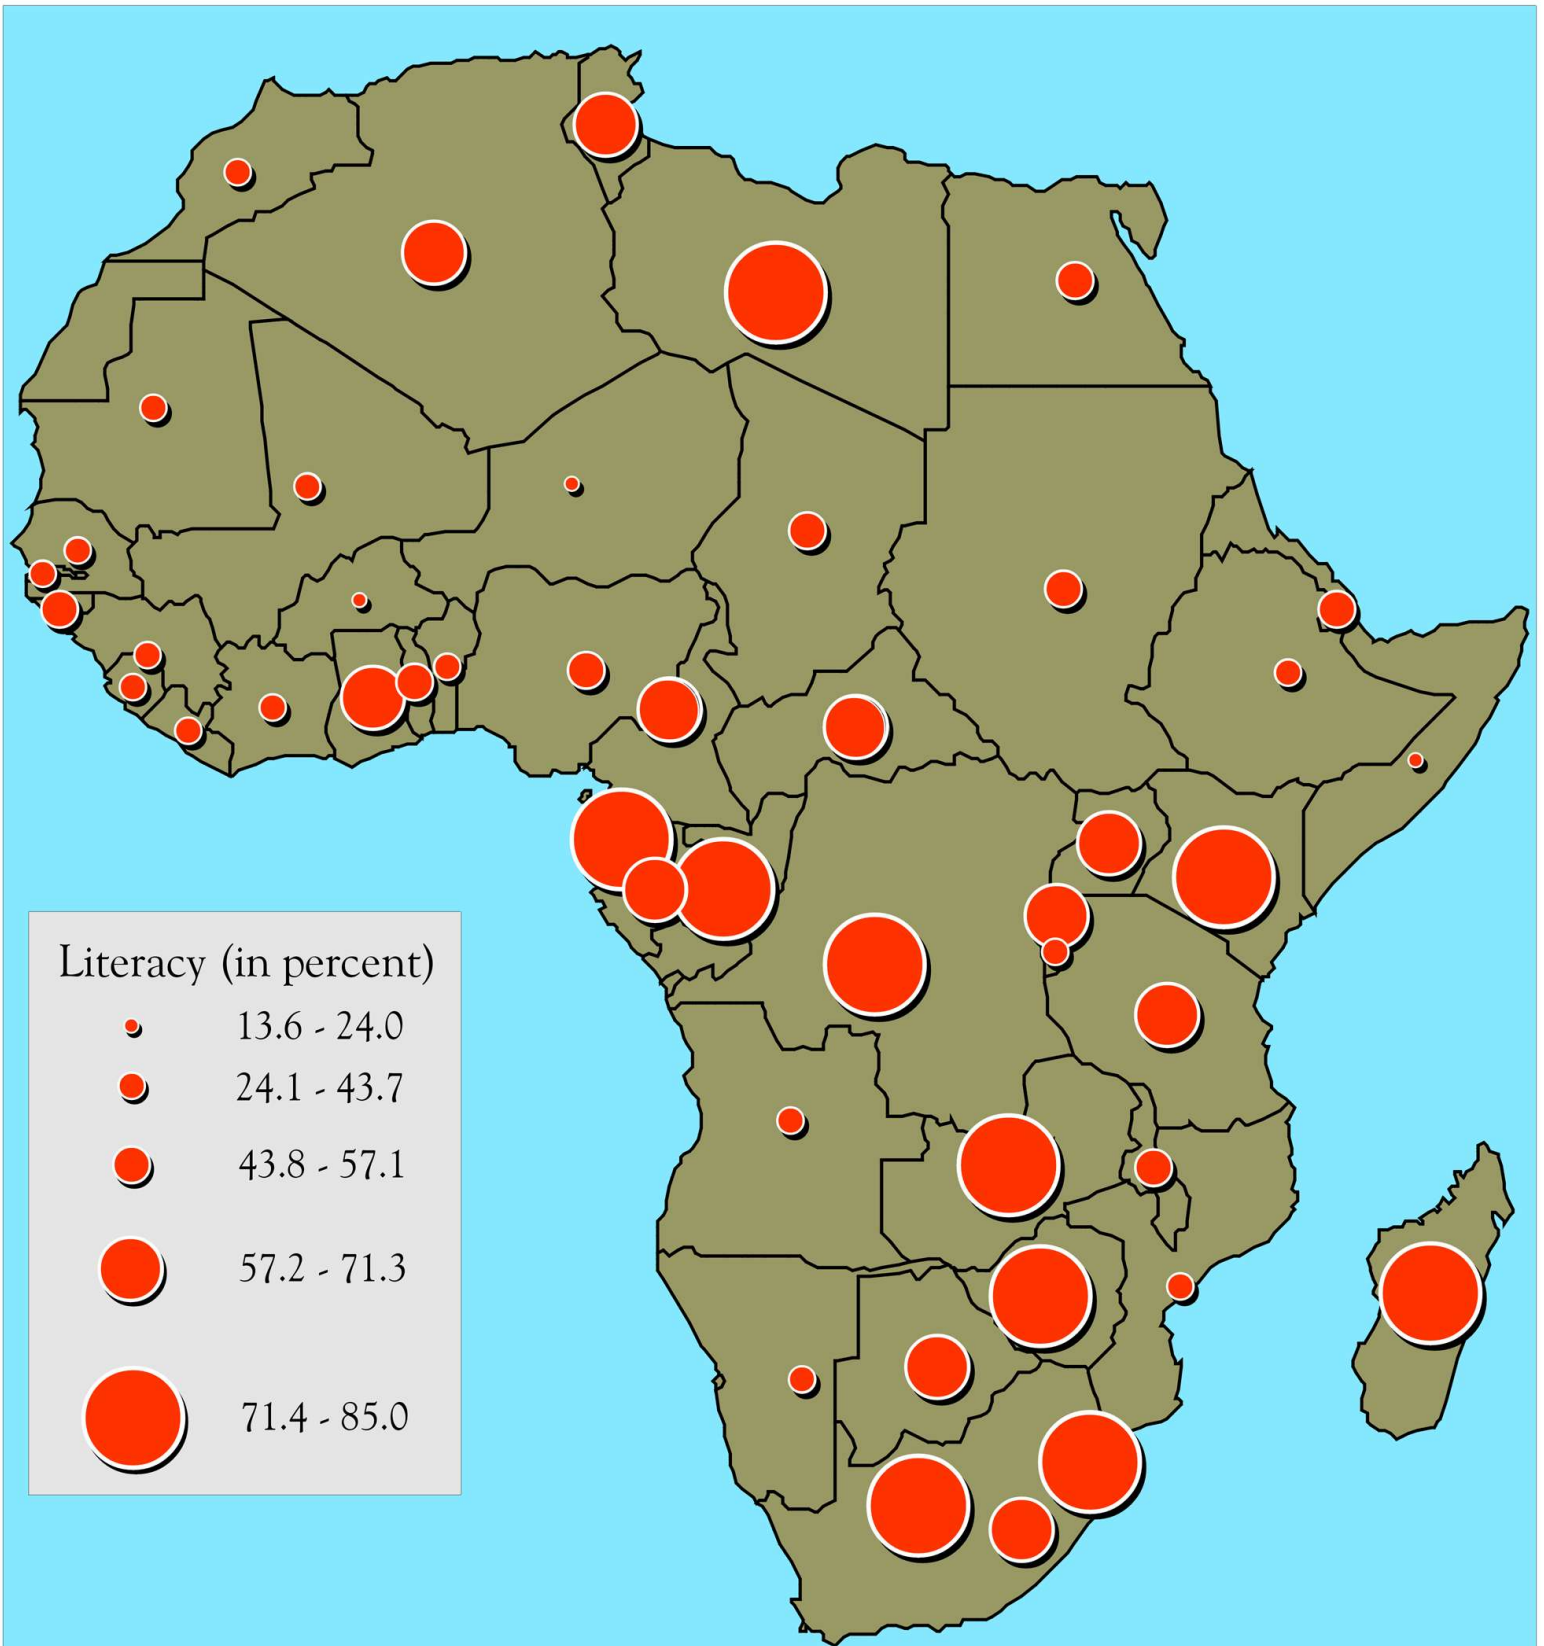 Literacy (in percent)
13.6 - 24.0
24.1 - 43.7
43.8 - 57.1
57.2 - 71.3
71.4 - 85.0